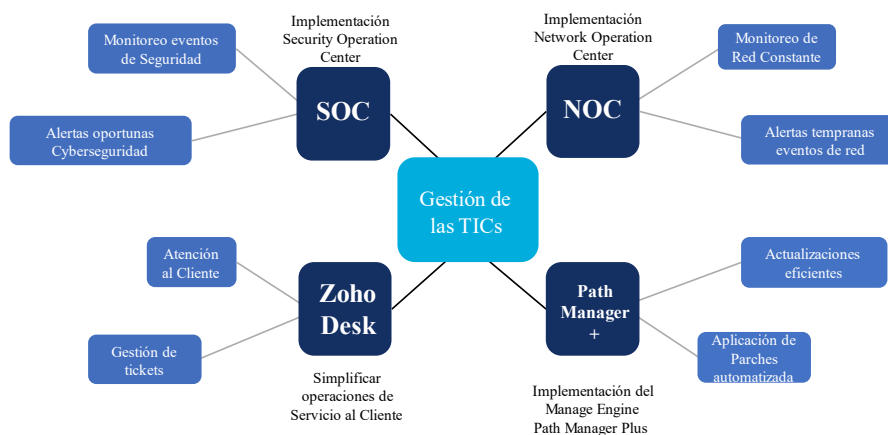 Implementación
Security Operation
Center
Implementación
Network Operation
Center
Monitoreo eventos
de Seguridad
Monitoreo de
Red Constante
SOC
NOC
Alertas oportunas
Cyberseguridad
Alertas tempranas
eventos de red
Gestión de
las TICs
Atención
al Cliente
Actualizaciones
eficientes
Zoho
Desk
Path
Manager
+
Gestión de
tickets
Aplicación de
Parches
automatizada
Simplificar
operaciones de
Servicio al Cliente
Implementación del
Manage Engine
Path Manager Plus